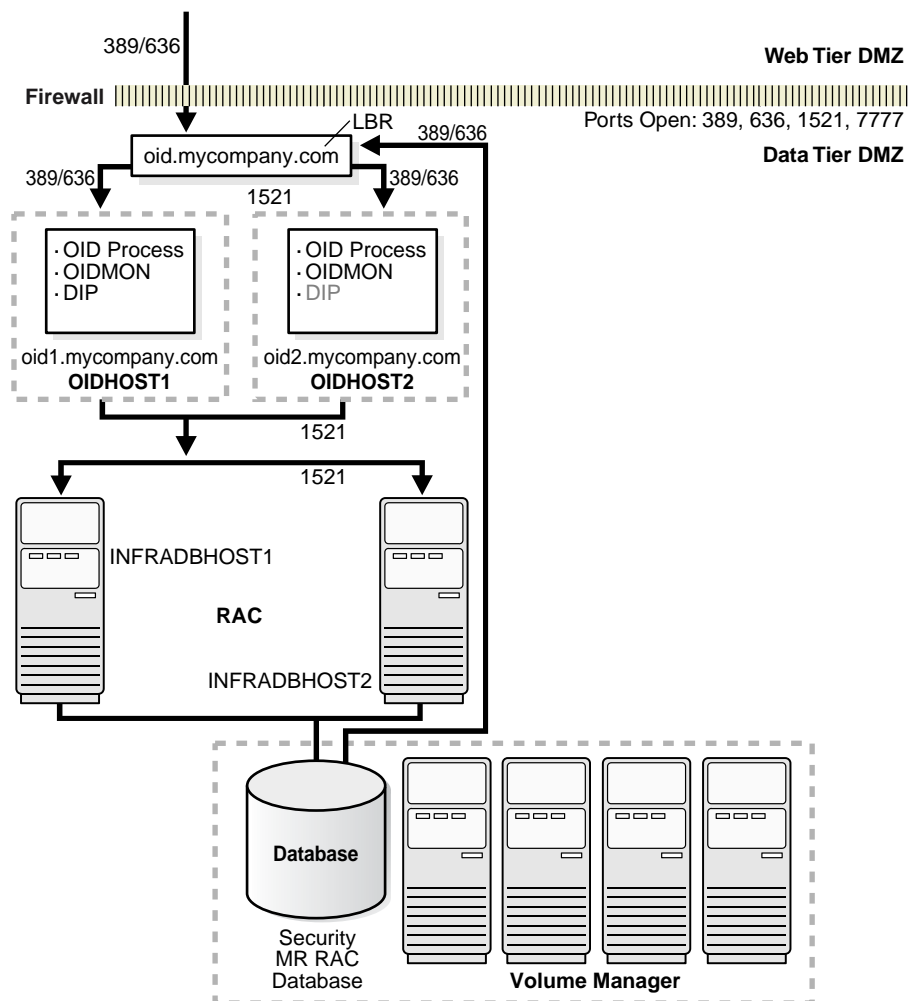 389/636
Web Tier DMZ
Firewall
Ports Open: 389, 636, 1521, 7777
LBR
389/636
Data Tier DMZ
oid.mycompany.com
389/636
389/636
1521
· OID Process
· OIDMON
· DIP
· OID Process
· OIDMON
· DIP
oid1.mycompany.com
OIDHOST1
oid2.mycompany.com
OIDHOST2
1521
1521
INFRADBHOST1
RAC
INFRADBHOST2
Database
Security
MR RAC
Database
Volume Manager